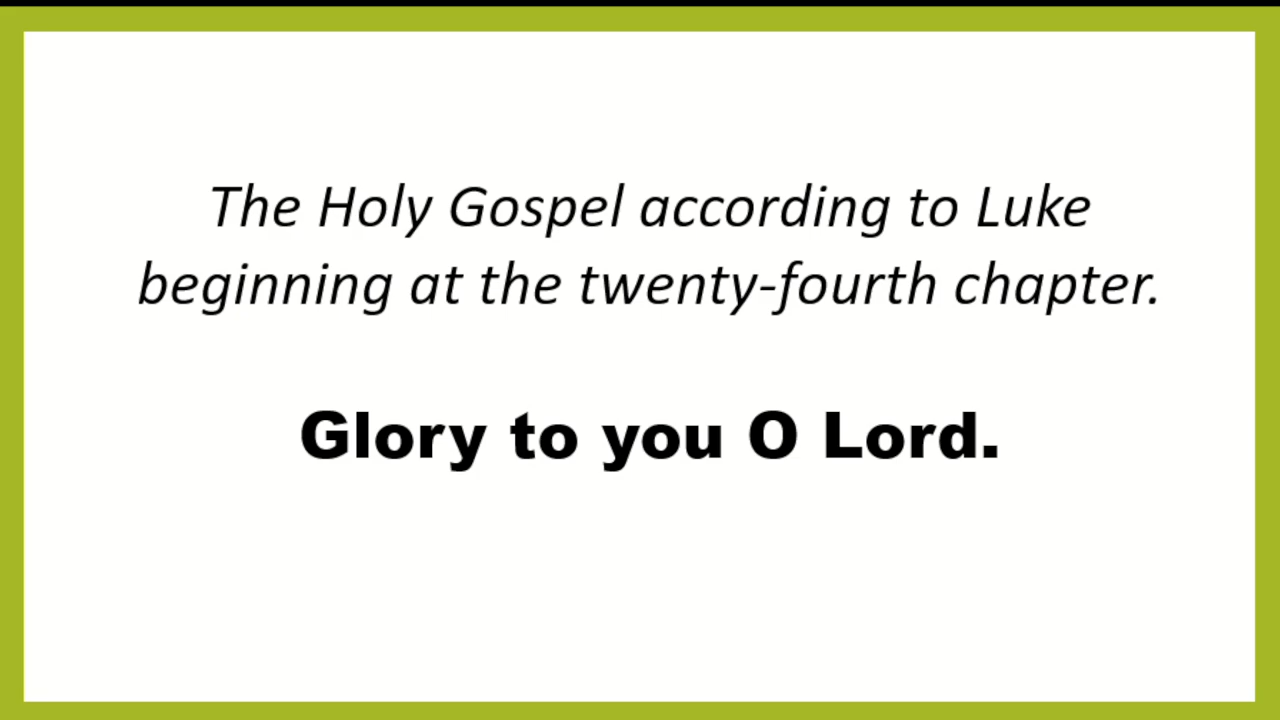 The Holy Gospel according to Luke
beginning at the twenty-fourth chapter.
Glory to you O Lord.